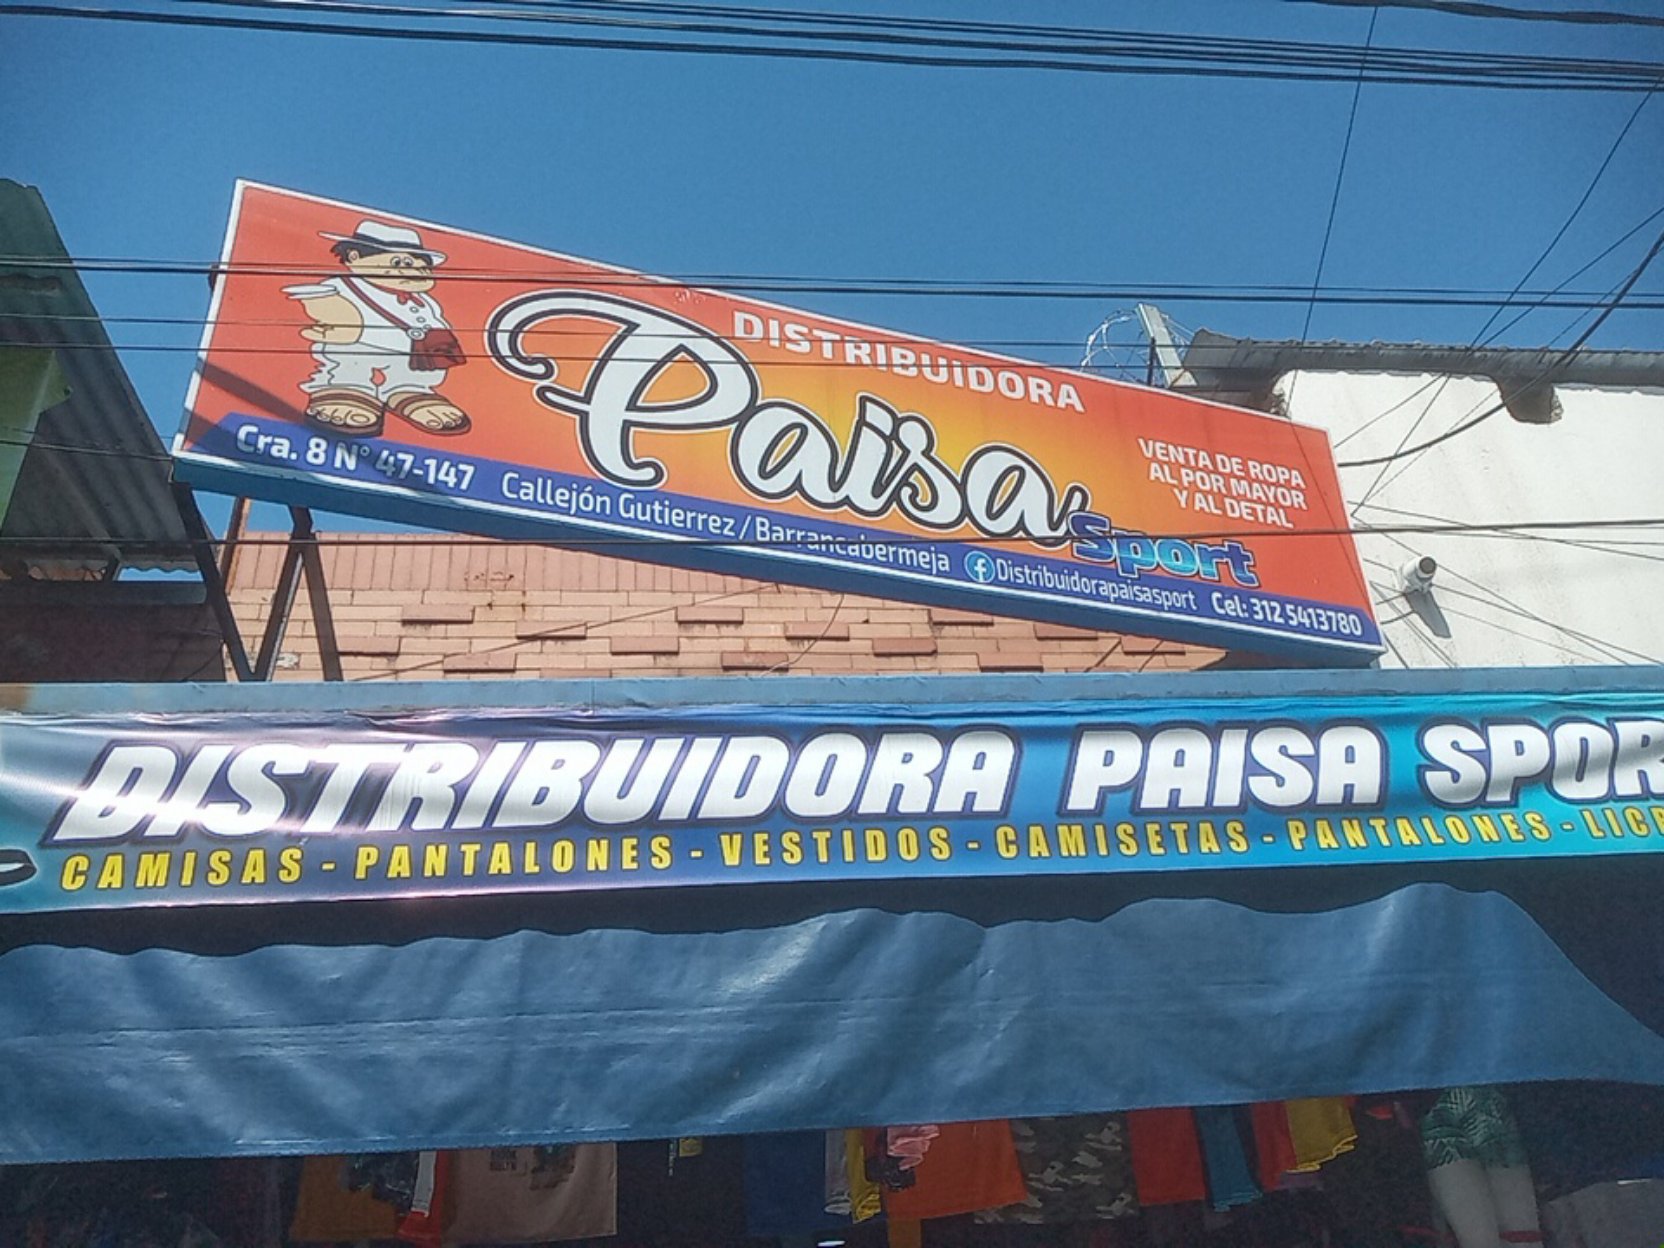 DISTRIBUIDORA
Paisa
sport
VENTA DE ROPA
AL POR MAYOR
Y AL DETAL
Cra. 8 N° 47-147 Callejón Gutierrez / Barrancabermeja Distribuidorapaisasport Cel: 312 5413780
DISTRIBUIDORA PAISA SPOR
CAMISAS - PANTALONES - VESTIDOS - CAMISETAS - PANTALONES - LICR